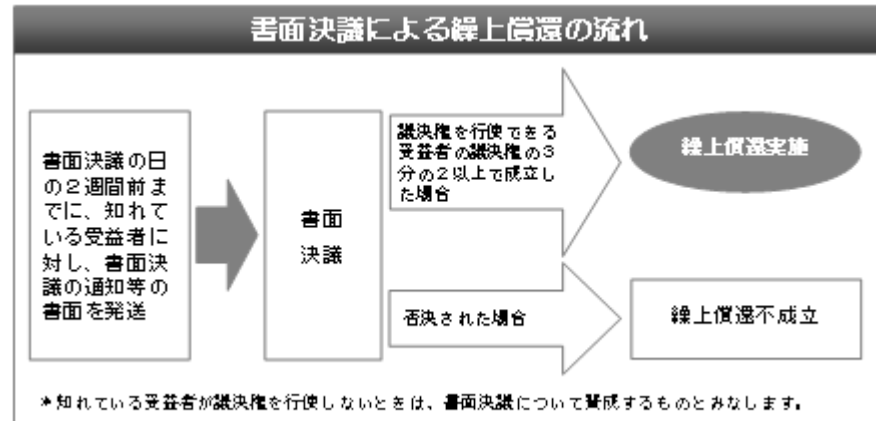 書面決議による繰上償還の流れ
書面決議の日
の2週間前ま
でに、知れて
いる受益者に
対し、書面決
議の通知等の
書面を発送
書面
決議
議決権を行使できる
受益者の議決権の3
分の2以上で成立し
た場合
繰上償還実施
否決された場合
繰上償還不成立
*知れている受益者が議決権を行使しないときは、書面決議について賛成するものとみなします。